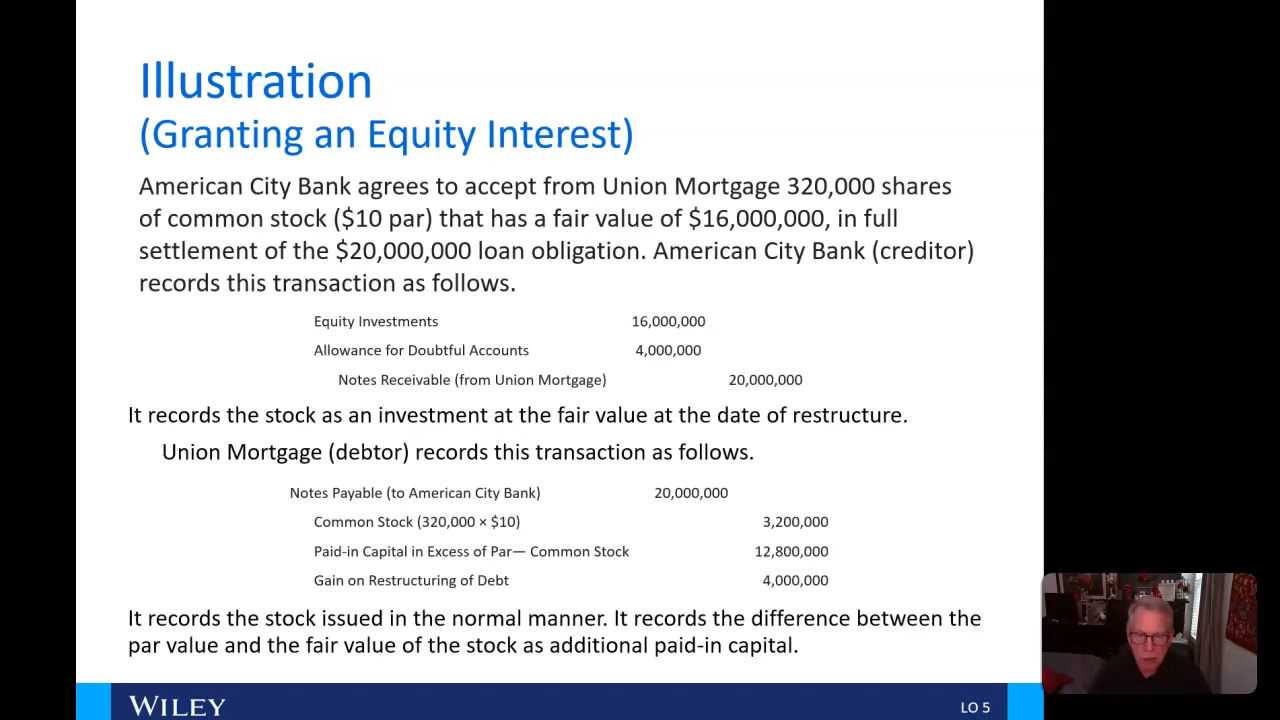 Illustration
(Granting an Equity Interest)
American City Bank agrees to accept from Union Mortgage 320,000 shares
of common stock ($10 par) that has a fair value of $16,000,000, in full
settlement of the $20,000,000 loan obligation. American City Bank (creditor)
records this transaction as follows.
Equity Investments 16,000,000
Allowance for Doubtful Accounts 4,000,000
Notes Receivable (from Union Mortgage) 20,000,000
It records the stock as an investment at the fair value at the date of restructure.
Union Mortgage (debtor) records this transaction as follows.
Notes Payable (to American City Bank) 20,000,000
Common Stock (320,000 × $10) 3,200,000
Paid-in Capital in Excess of Par— Common Stock 12,800,000
Gain on Restructuring of Debt 4,000,000
It records the stock issued in the normal manner. It records the difference between the
par value and the fair value of the stock as additional paid-in capital.
WILEY LO 5